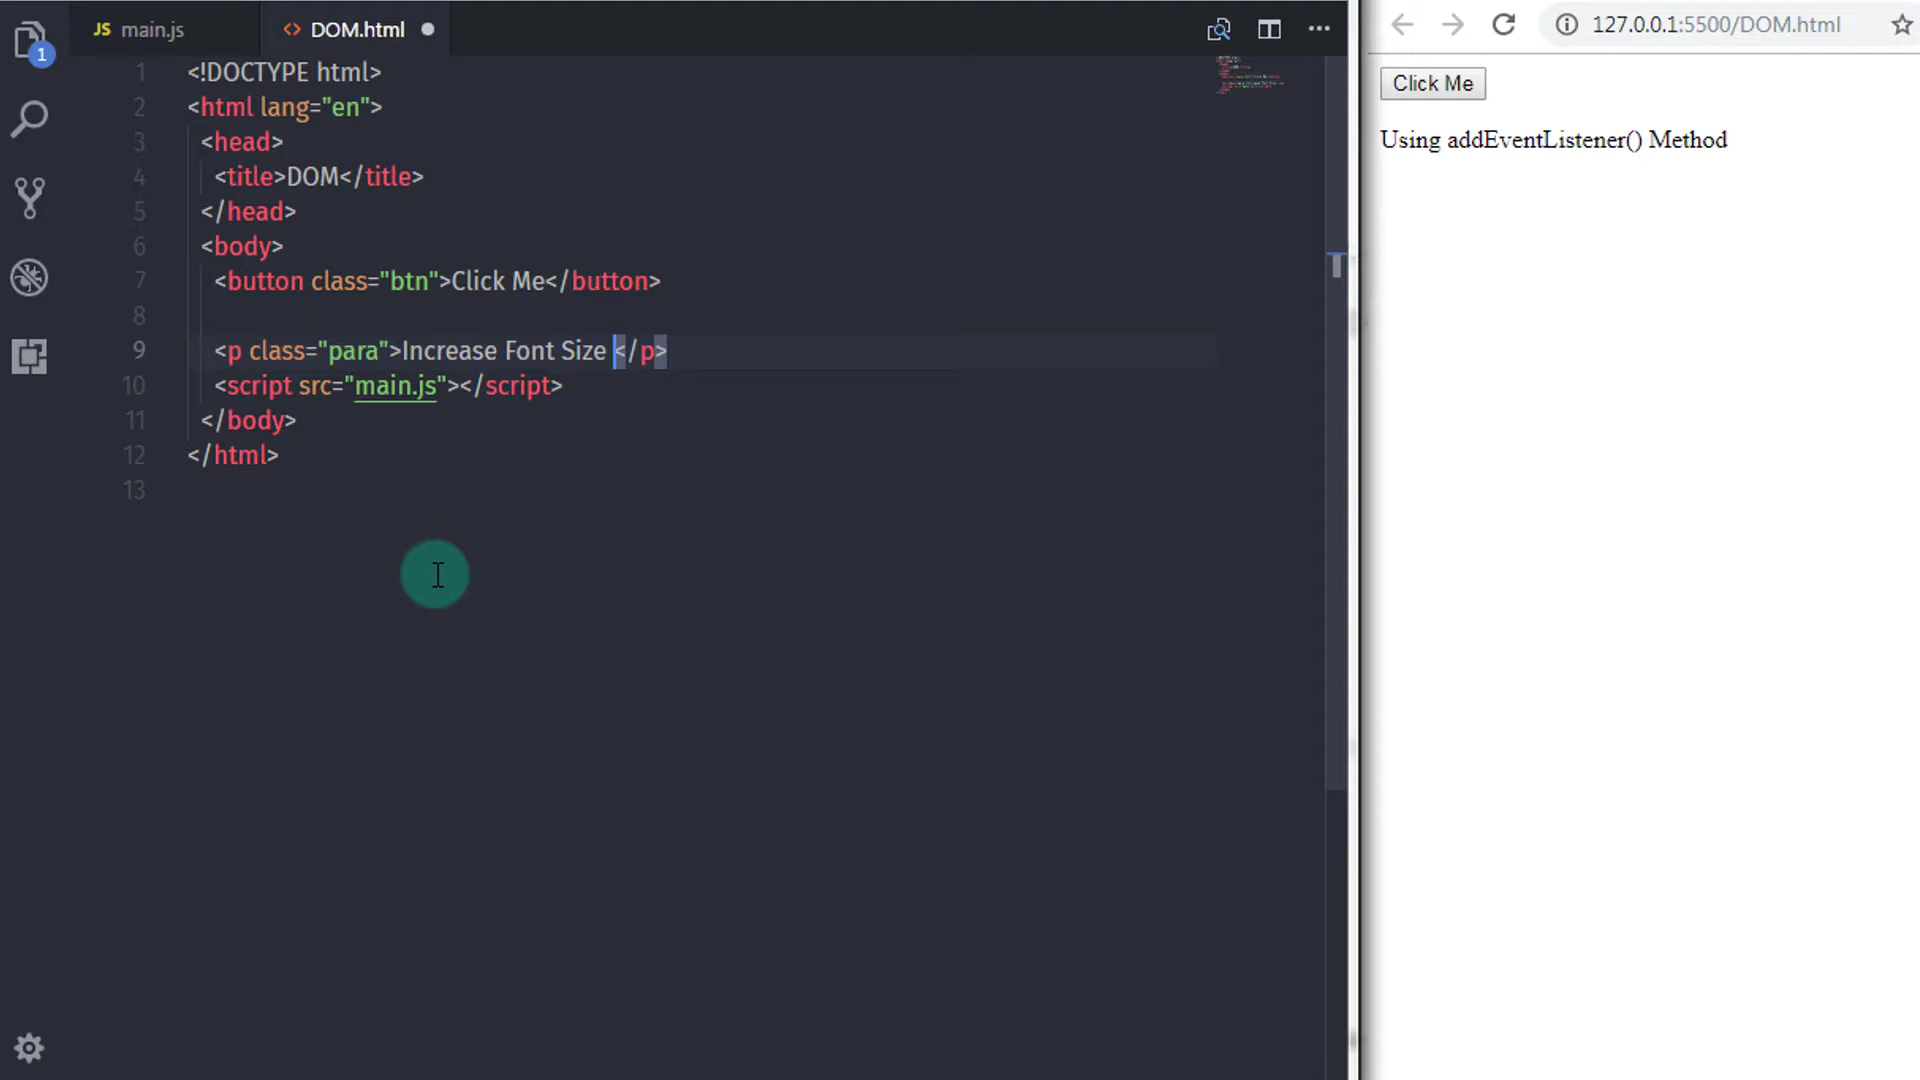 JS main.js
<> DOM.html
1 <!DOCTYPE html>
2 <html lang="en">
3 <head>
4 <title>DOM</title>
5 </head>
6 <body>
7 <button class="btn">Click Me</button>
8
9 <p class="para">Increase Font Size </p>
10 <script src="main.js"></script>
11 </body>
12 </html>
13
1
127.0.0.1:5500/DOM.html
Click Me
Using addEventListener() Method